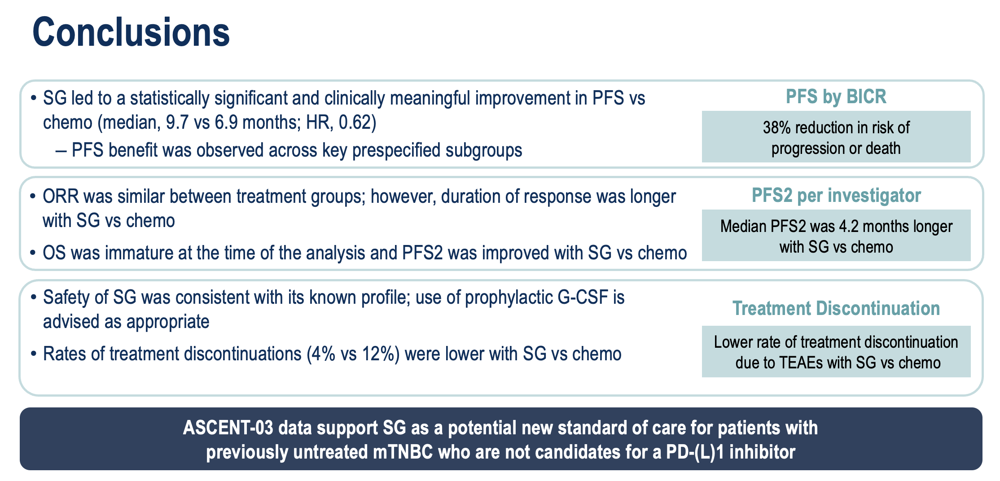 Conclusions
• SG led to a statistically significant and clinically meaningful improvement in PFS vs
chemo (median, 9.7 vs 6.9 months; HR, 0.62)
– PFS benefit was observed across key prespecified subgroups
PFS by BICR
38% reduction in risk of
progression or death
• ORR was similar between treatment groups; however, duration of response was longer
with SG vs chemo
• OS was immature at the time of the analysis and PFS2 was improved with SG vs chemo
PFS2 per investigator
Median PFS2 was 4.2 months longer
with SG vs chemo
• Safety of SG was consistent with its known profile; use of prophylactic G-CSF is
advised as appropriate
• Rates of treatment discontinuations (4% vs 12%) were lower with SG vs chemo
Treatment Discontinuation
Lower rate of treatment discontinuation
due to TEAEs with SG vs chemo
ASCENT-03 data support SG as a potential new standard of care for patients with
previously untreated mTNBC who are not candidates for a PD-(L)1 inhibitor